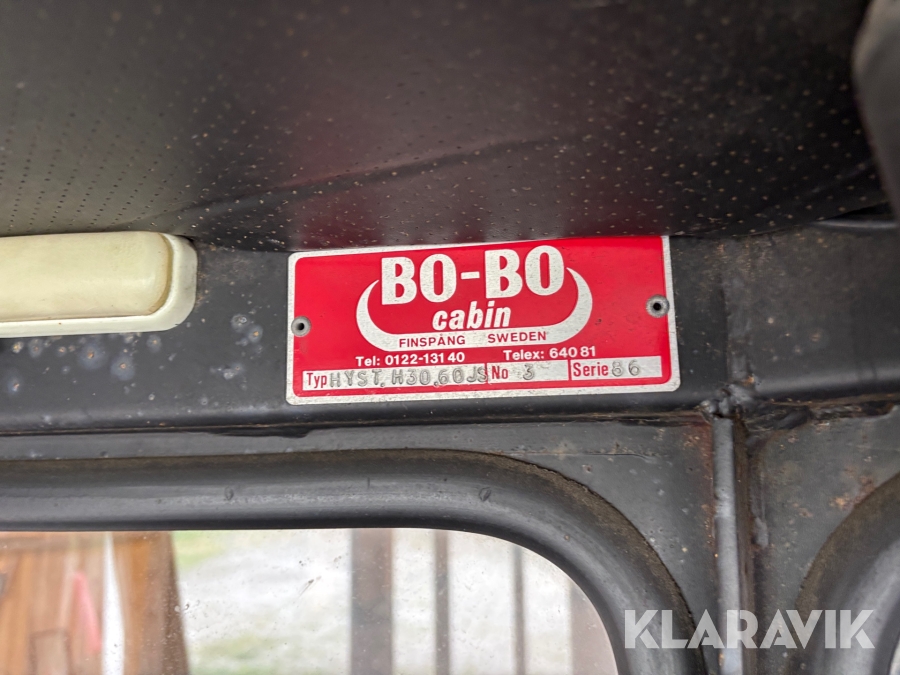 BO-BO
cabin
FINSPÅNG SWEDEN
Tel: 0122-131 40 Telex: 640 81
Typ HYST. H30.60JS No 3 Serie 86
KLARAVIK